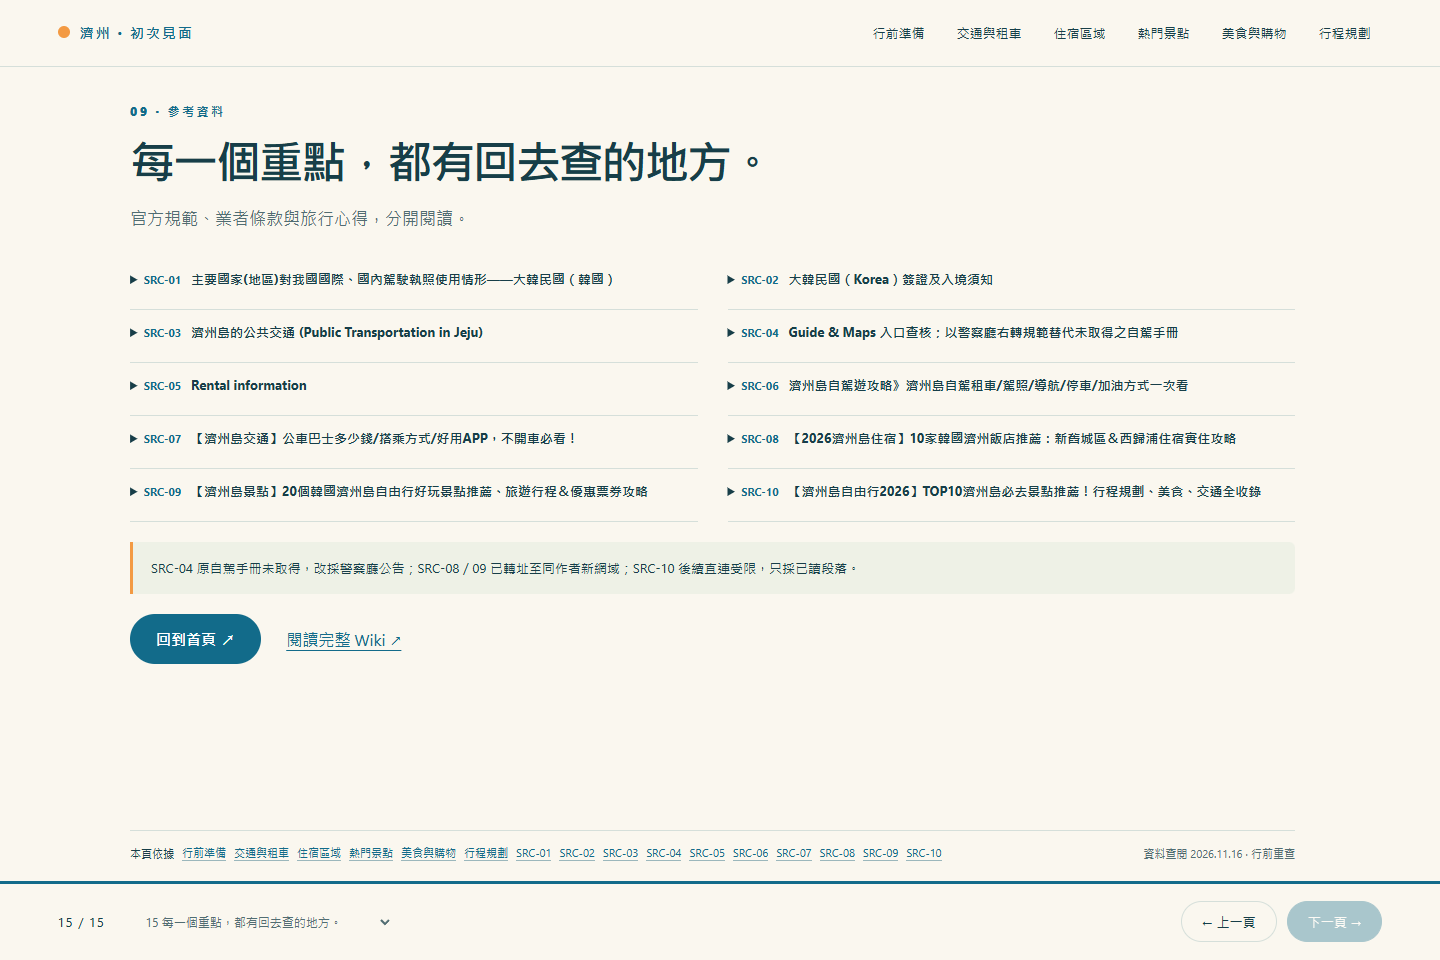 濟州・初次見面
行前準備 交通與租車 住宿區域 熱門景點 美食與購物 行程規劃
09 · 參考資料
每一個重點，都有回去查的地方。
官方規範、業者條款與旅行心得，分開閱讀。
▶ SRC-01 主要國家(地區)對我國國際、國內駕駛執照使用情形——大韓民國（韓國）
▶ SRC-02 大韓民國（Korea）簽證及入境須知
▶ SRC-03 濟州島的公共交通 (Public Transportation in Jeju)
▶ SRC-04 Guide & Maps 入口查核；以警察廳右轉規範替代未取得之自駕手冊
▶ SRC-05 Rental information
▶ SRC-06 濟州島自駕遊攻略》濟州島自駕租車/駕照/導航/停車/加油方式一次看
▶ SRC-07 【濟州島交通】公車巴士多少錢/搭乘方式/好用APP，不開車必看！
▶ SRC-08 【2026濟州島住宿】10家韓國濟州飯店推薦：新舊城區＆西歸浦住宿實住攻略
▶ SRC-09 【濟州島景點】20個韓國濟州島自由行好玩景點推薦、旅遊行程＆優惠票券攻略
▶ SRC-10 【濟州島自由行2026】TOP10濟州島必去景點推薦！行程規劃、美食、交通全收錄
SRC-04 原自駕手冊未取得，改採警察廳公告；SRC-08 / 09 已轉址至同作者新網域；SRC-10 後續直連受限，只採已讀段落。
回到首頁 ↗ 閱讀完整 Wiki ↗
本頁依據 行前準備 交通與租車 住宿區域 熱門景點 美食與購物 行程規劃 SRC-01 SRC-02 SRC-03 SRC-04 SRC-05 SRC-06 SRC-07 SRC-08 SRC-09 SRC-10 資料查閱 2026.11.16 · 行前重查
15 / 15 15 每一個重點，都有回去查的地方。 ← 上一頁 下一頁 →